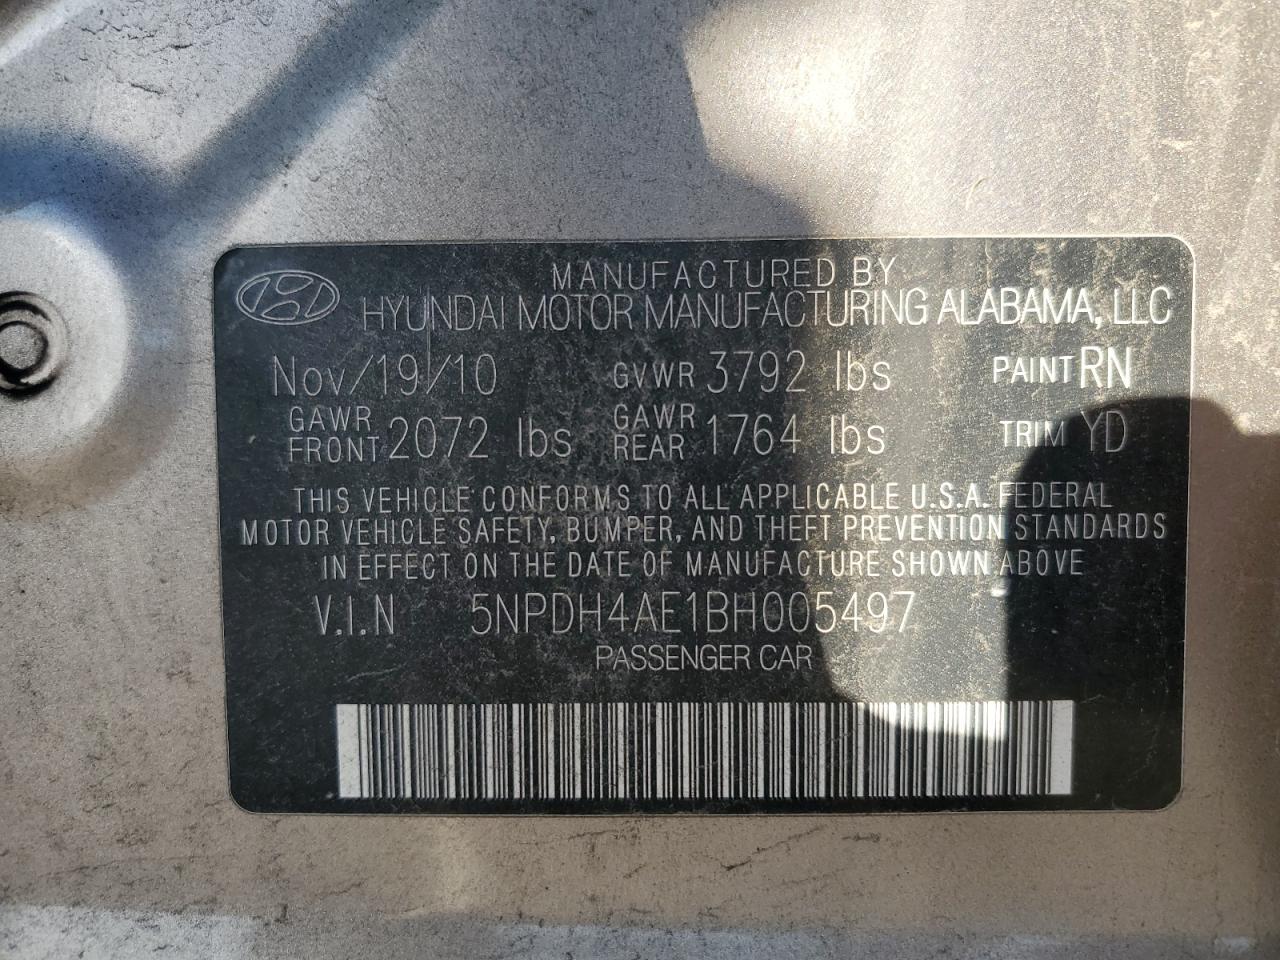 MANUFACTURED BY
HYUNDAI MOTOR MANUFACTURING ALABAMA, LLC
Nov/19/10 GVWR 3792 lbs PAINT RN
GAWR FRONT 2072 lbs GAWR REAR 1764 lbs TRIM YD
THIS VEHICLE CONFORMS TO ALL APPLICABLE U.S.A. FEDERAL
MOTOR VEHICLE SAFETY, BUMPER, AND THEFT PREVENTION STANDARDS
IN EFFECT ON THE DATE OF MANUFACTURE SHOWN ABOVE
V.I.N 5NPDH4AE1BH005497
PASSENGER CAR